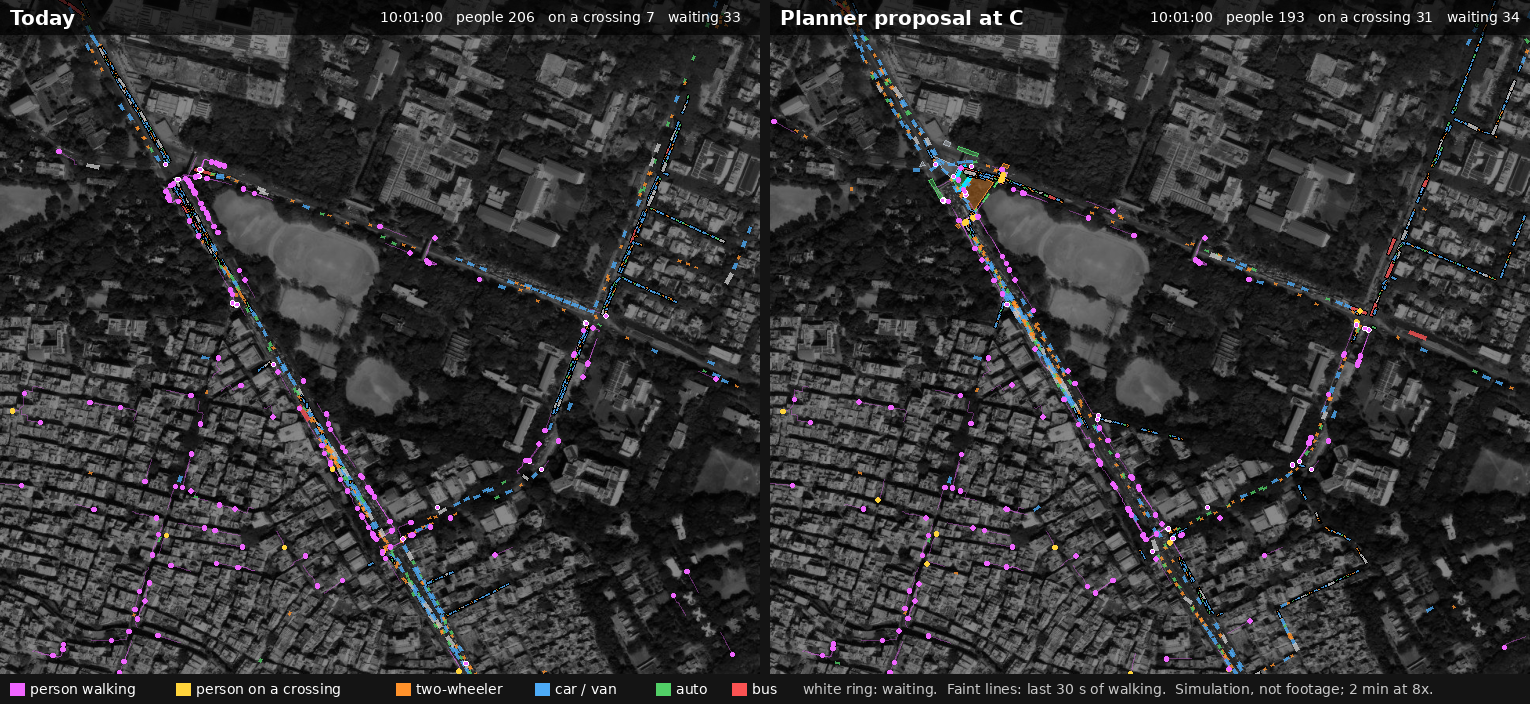 Today
10:01:00 people 206 on a crossing 7 waiting 33
Planner proposal at C
10:01:00 people 193 on a crossing 31 waiting 34
person walking
person on a crossing
two-wheeler
car / van
auto
bus
white ring: waiting. Faint lines: last 30 s of walking. Simulation, not footage; 2 min at 8x.